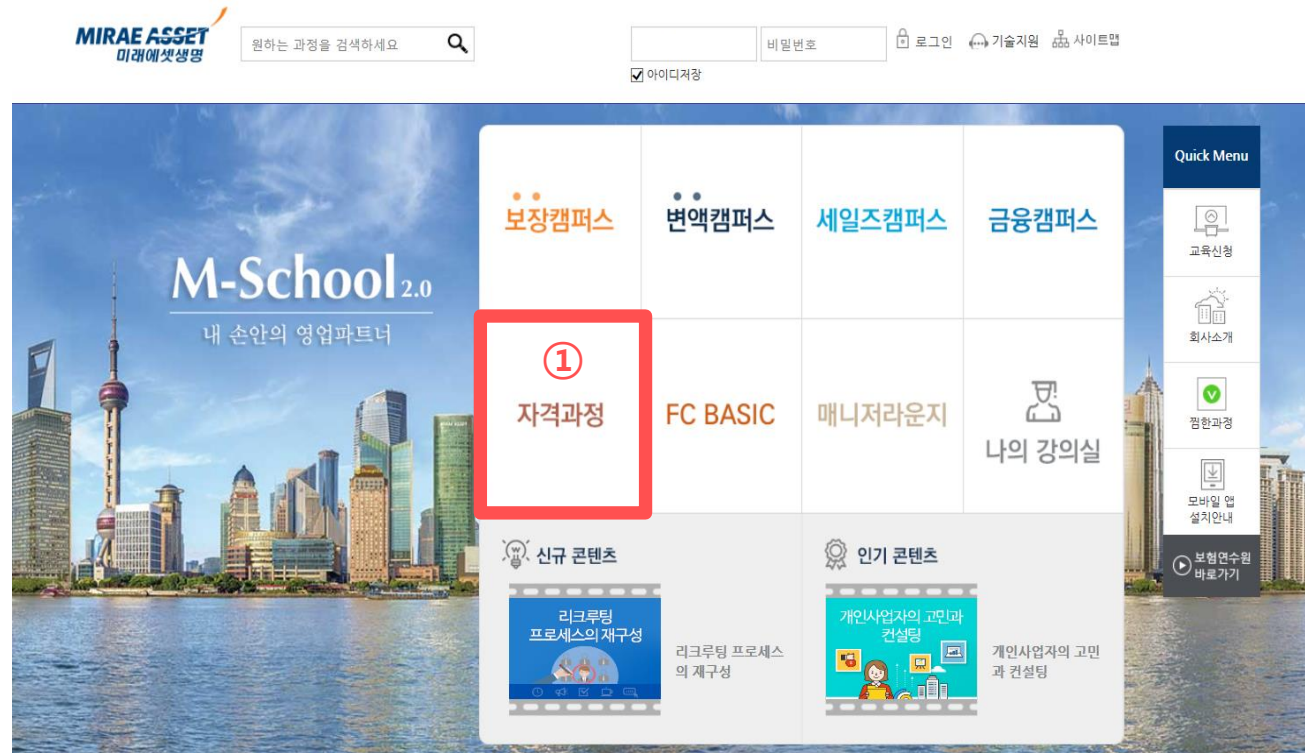 MIRAE ASSET
미래에셋생명
원하는 과정을 검색하세요
비밀번호
로그인
기술지원
사이트맵
아이디저장
M-School 2.0
내 손안의 영업파트너
보장캠퍼스
변액캠퍼스
세일즈캠퍼스
금융캠퍼스
①
자격과정
FC BASIC
매니저라운지
나의 강의실
신규 콘텐츠
리크루팅
프로세스의 재구성
리크루팅 프로세스
의 재구성
인기 콘텐츠
개인사업자의 고민과
컨설팅
개인사업자의 고민
과 컨설팅
Quick Menu
교육신청
회사소개
찜한과정
모바일 앱
설치안내
보험연수원
바로가기